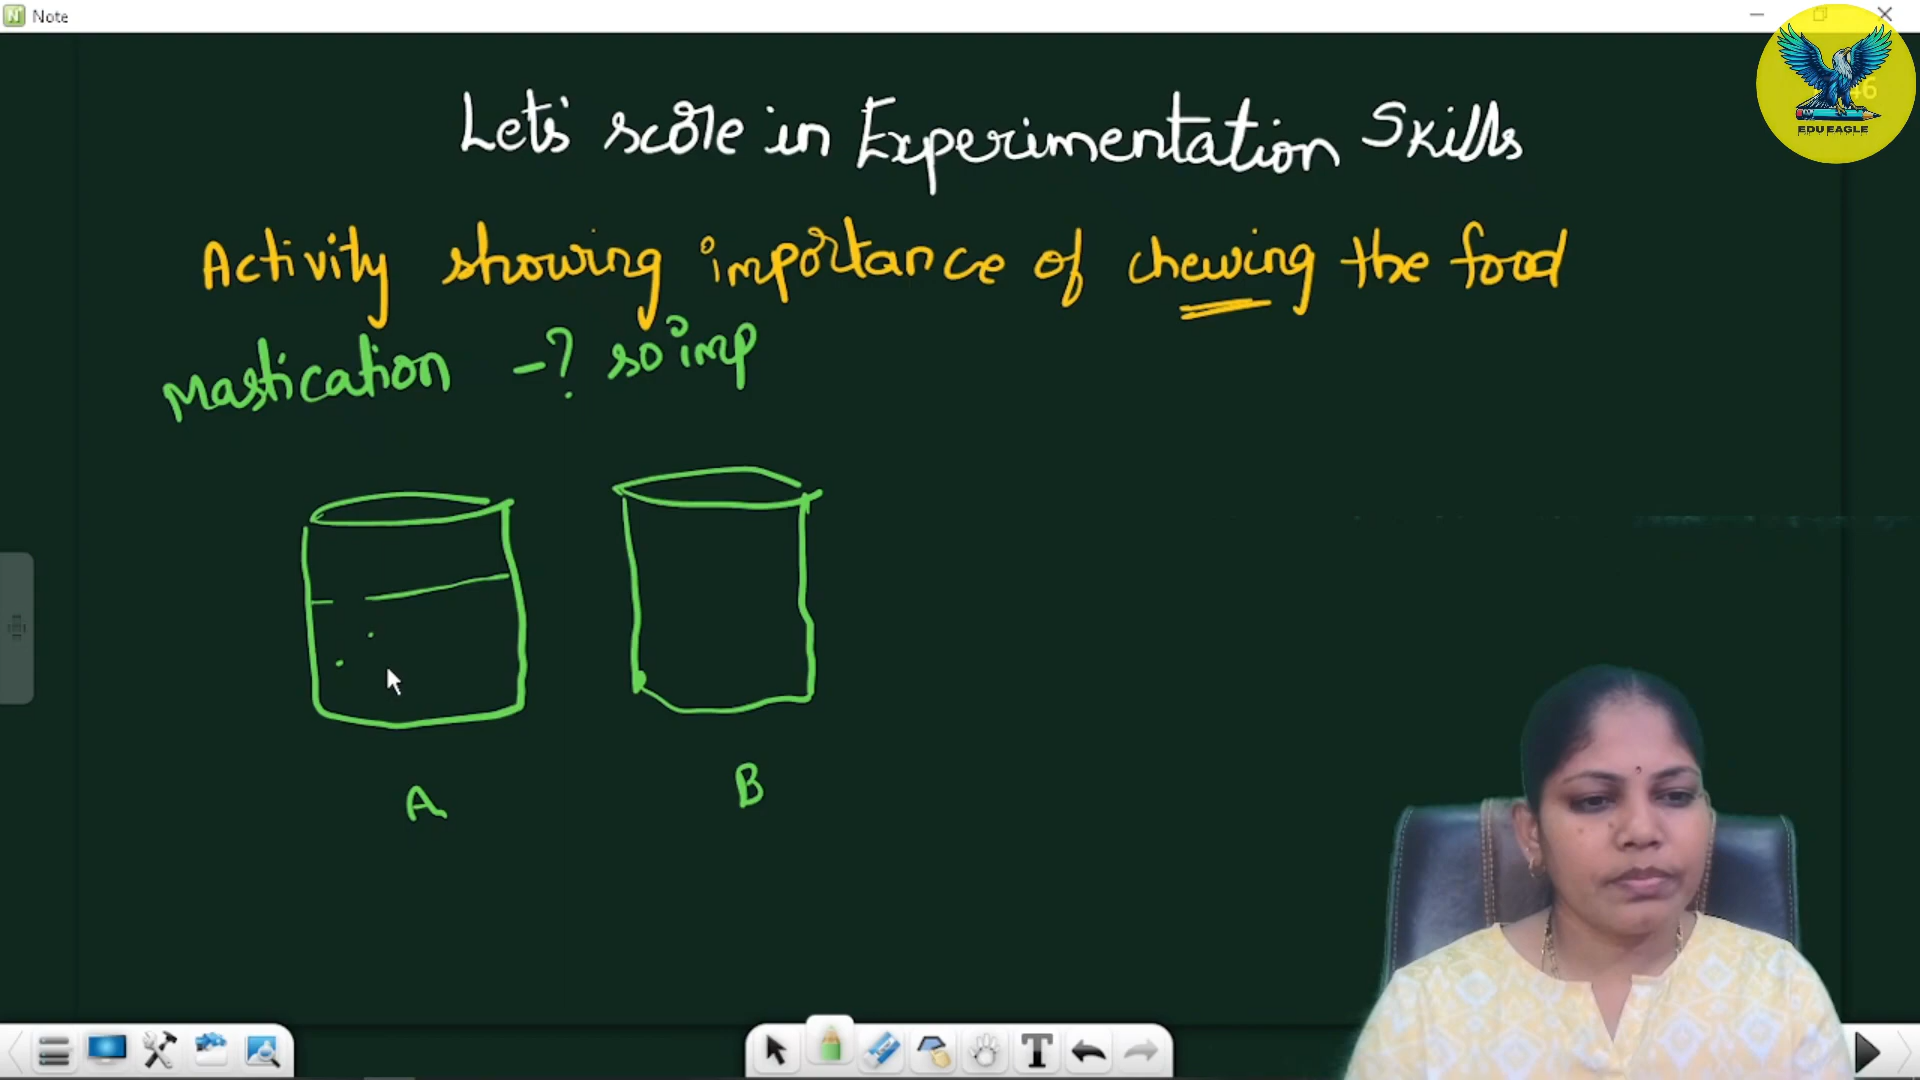 Note
EDU EAGLE
Let's score in Experimentation Skills
Activity showing importance of chewing the food
Mastication - ? so imp
A
B
T